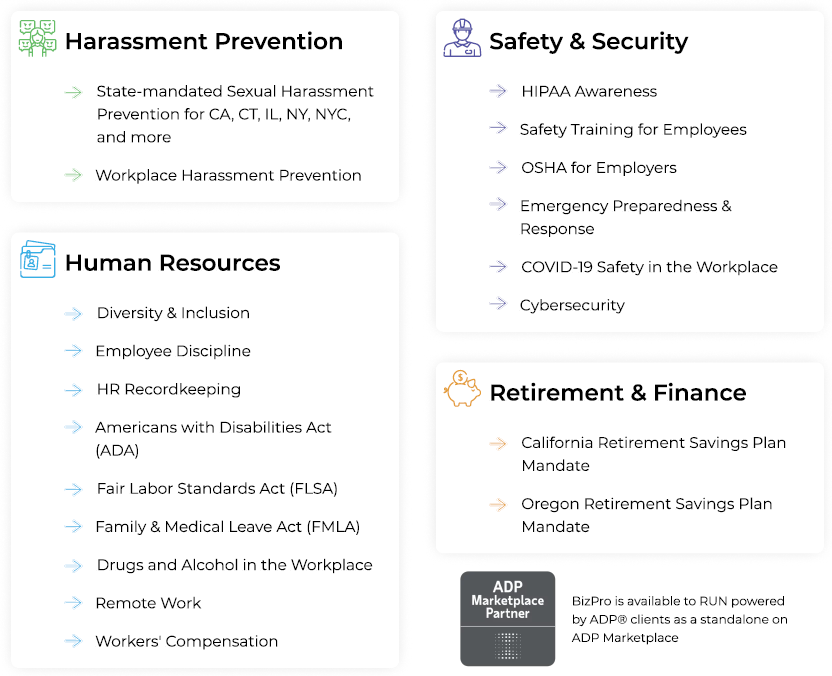 Harassment Prevention
State-mandated Sexual Harassment
Prevention for CA, CT, IL, NY, NYC,
and more
Workplace Harassment Prevention
Human Resources
Diversity & Inclusion
Employee Discipline
HR Recordkeeping
Americans with Disabilities Act
(ADA)
Fair Labor Standards Act (FLSA)
Family & Medical Leave Act (FMLA)
Drugs and Alcohol in the Workplace
Remote Work
Workers' Compensation
Safety & Security
HIPAA Awareness
Safety Training for Employees
OSHA for Employers
Emergency Preparedness &
Response
COVID-19 Safety in the Workplace
Cybersecurity
Retirement & Finance
California Retirement Savings Plan
Mandate
Oregon Retirement Savings Plan
Mandate
ADP
Marketplace
Partner
BizPro is available to RUN powered
by ADP® clients as a standalone on
ADP Marketplace